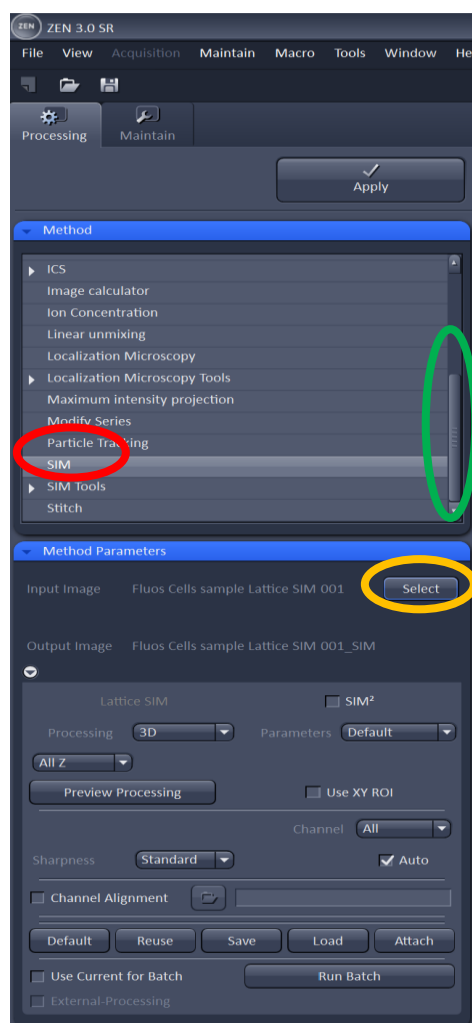 ZEN ZEN 3.0 SR
File View Acquisition Maintain Macro Tools Window He
Processing Maintain
Apply
Method
ICS
Image calculator
Ion Concentration
Linear unmixing
Localization Microscopy
Localization Microscopy Tools
Maximum intensity projection
Modify Series
Particle Tracking
SIM
SIM Tools
Stitch
Method Parameters
Input Image Fluos Cells sample Lattice SIM 001 Select
Output Image Fluos Cells sample Lattice SIM 001_SIM
Lattice SIM SIM²
Processing 3D Parameters Default
All Z
Preview Processing Use XY ROI
Channel All
Sharpness Standard Auto
Channel Alignment
Default Reuse Save Load Attach
Use Current for Batch Run Batch
External-Processing